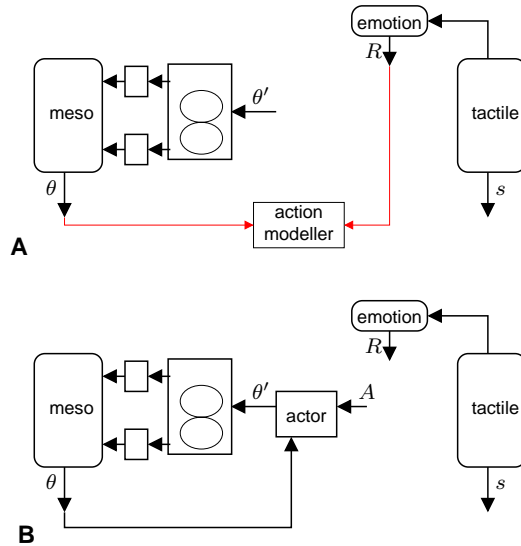 emotion
R
θ′
meso
tactile
θ
s
action
modeller
A
emotion
R
θ′
A
meso
actor
tactile
θ
s
B